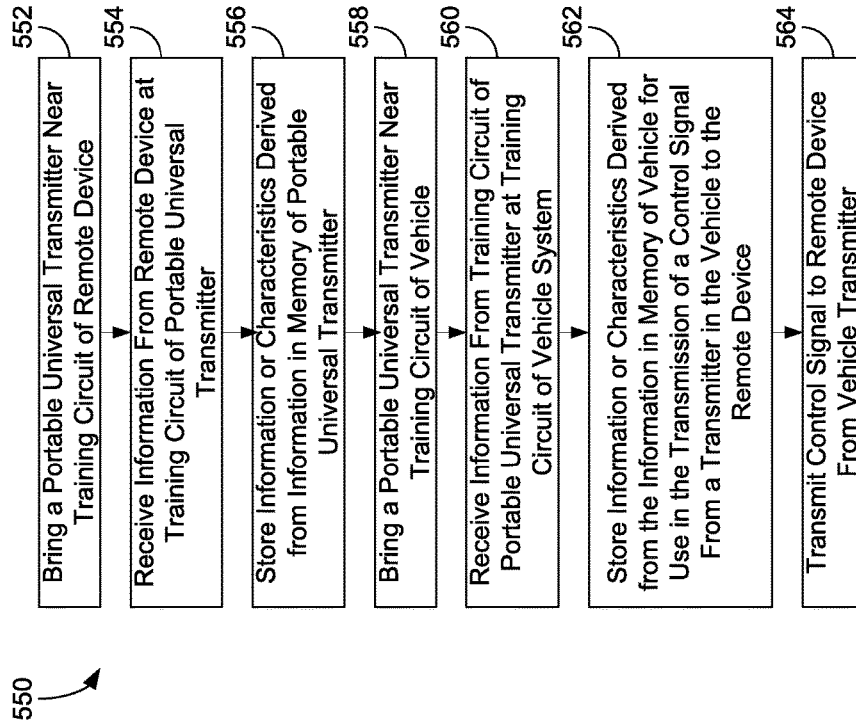 550
552
Bring a Portable Universal Transmitter Near
Training Circuit of Remote Device
554
Receive Information From Remote Device at
Training Circuit of Portable Universal
Transmitter
556
Store Information or Characteristics Derived
from Information in Memory of Portable
Universal Transmitter
558
Bring a Portable Universal Transmitter Near
Training Circuit of Vehicle
560
Receive Information From Training Circuit of
Portable Universal Transmitter at Training
Circuit of Vehicle System
562
Store Information or Characteristics Derived
from the Information in Memory of Vehicle for
Use in the Transmission of a Control Signal
From a Transmitter in the Vehicle to the
Remote Device
564
Transmit Control Signal to Remote Device
From Vehicle Transmitter